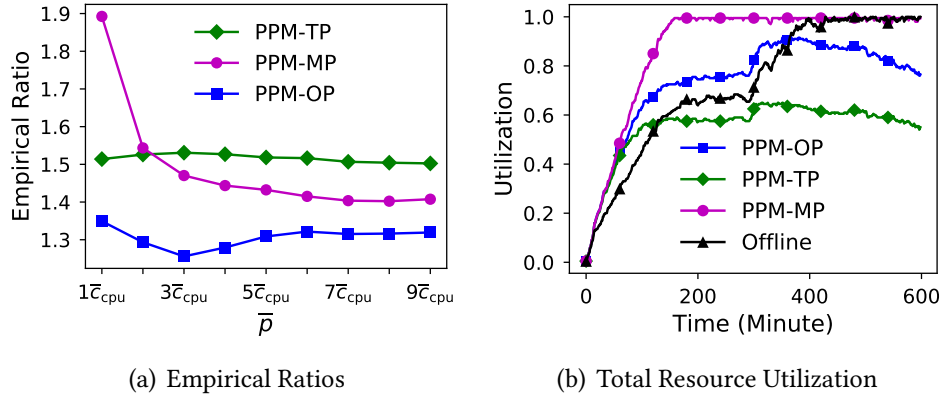 1.9
1.8
1.7
1.6
1.5
1.4
1.3
Empirical Ratio
PPM-TP
PPM-MP
PPM-OP
1c̅cpu 3c̅cpu 5c̅cpu 7c̅cpu 9c̅cpu
p̅
(a) Empirical Ratios
1.0
0.8
0.6
0.4
0.2
0.0
Utilization
PPM-OP
PPM-TP
PPM-MP
Offline
0 200 400 600
Time (Minute)
(b) Total Resource Utilization